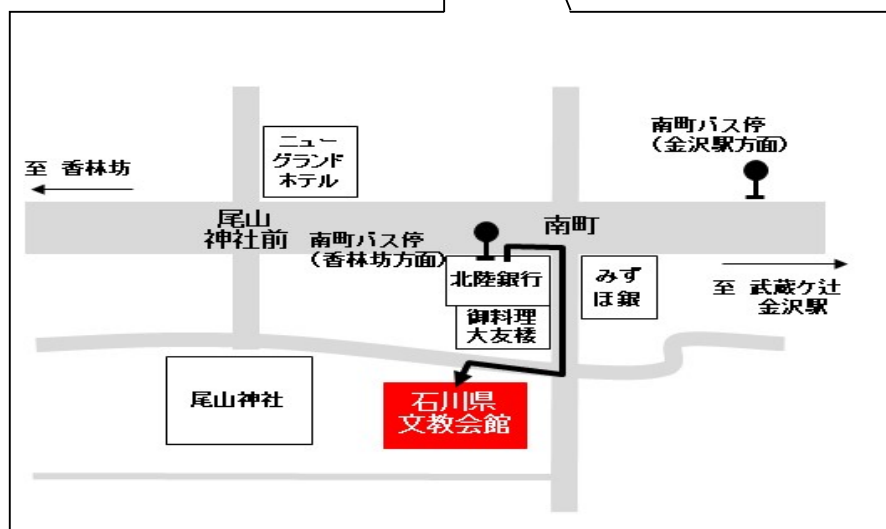 南町バス停
(金沢駅方面)
ニュー
グランド
ホテル
至 香林坊
尾山
神社前
南町バス停
(香林坊方面)
南町
北陸銀行
みず
ほ銀
至 武蔵ケ辻
金沢駅
御料理
大友楼
尾山神社
石川県
文教会館